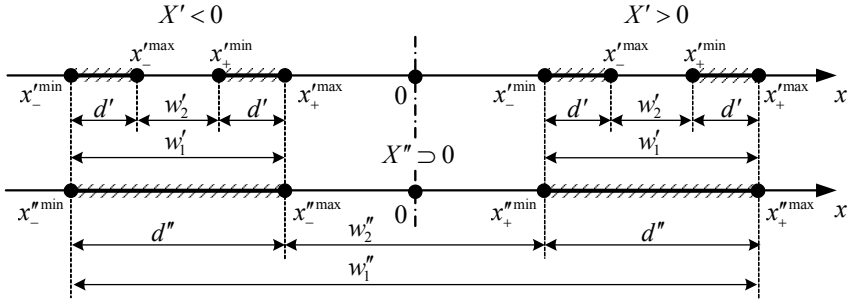 X′ < 0 X′ > 0
x′₋ᵐᵃˣ x′₊ᵐⁱⁿ x′₋ᵐᵃˣ x′₊ᵐⁱⁿ
x′₋ᵐⁱⁿ x′₊ᵐᵃˣ 0 x′₋ᵐⁱⁿ x′₊ᵐᵃˣ x
d′ w′₂ d′ d′ w′₂ d′
w′₁ w′₁
X″ ⊃ 0
x″₋ᵐⁱⁿ x″₋ᵐᵃˣ 0 x″₊ᵐⁱⁿ x″₊ᵐᵃˣ x
d″ w″₂ d″
w″₁